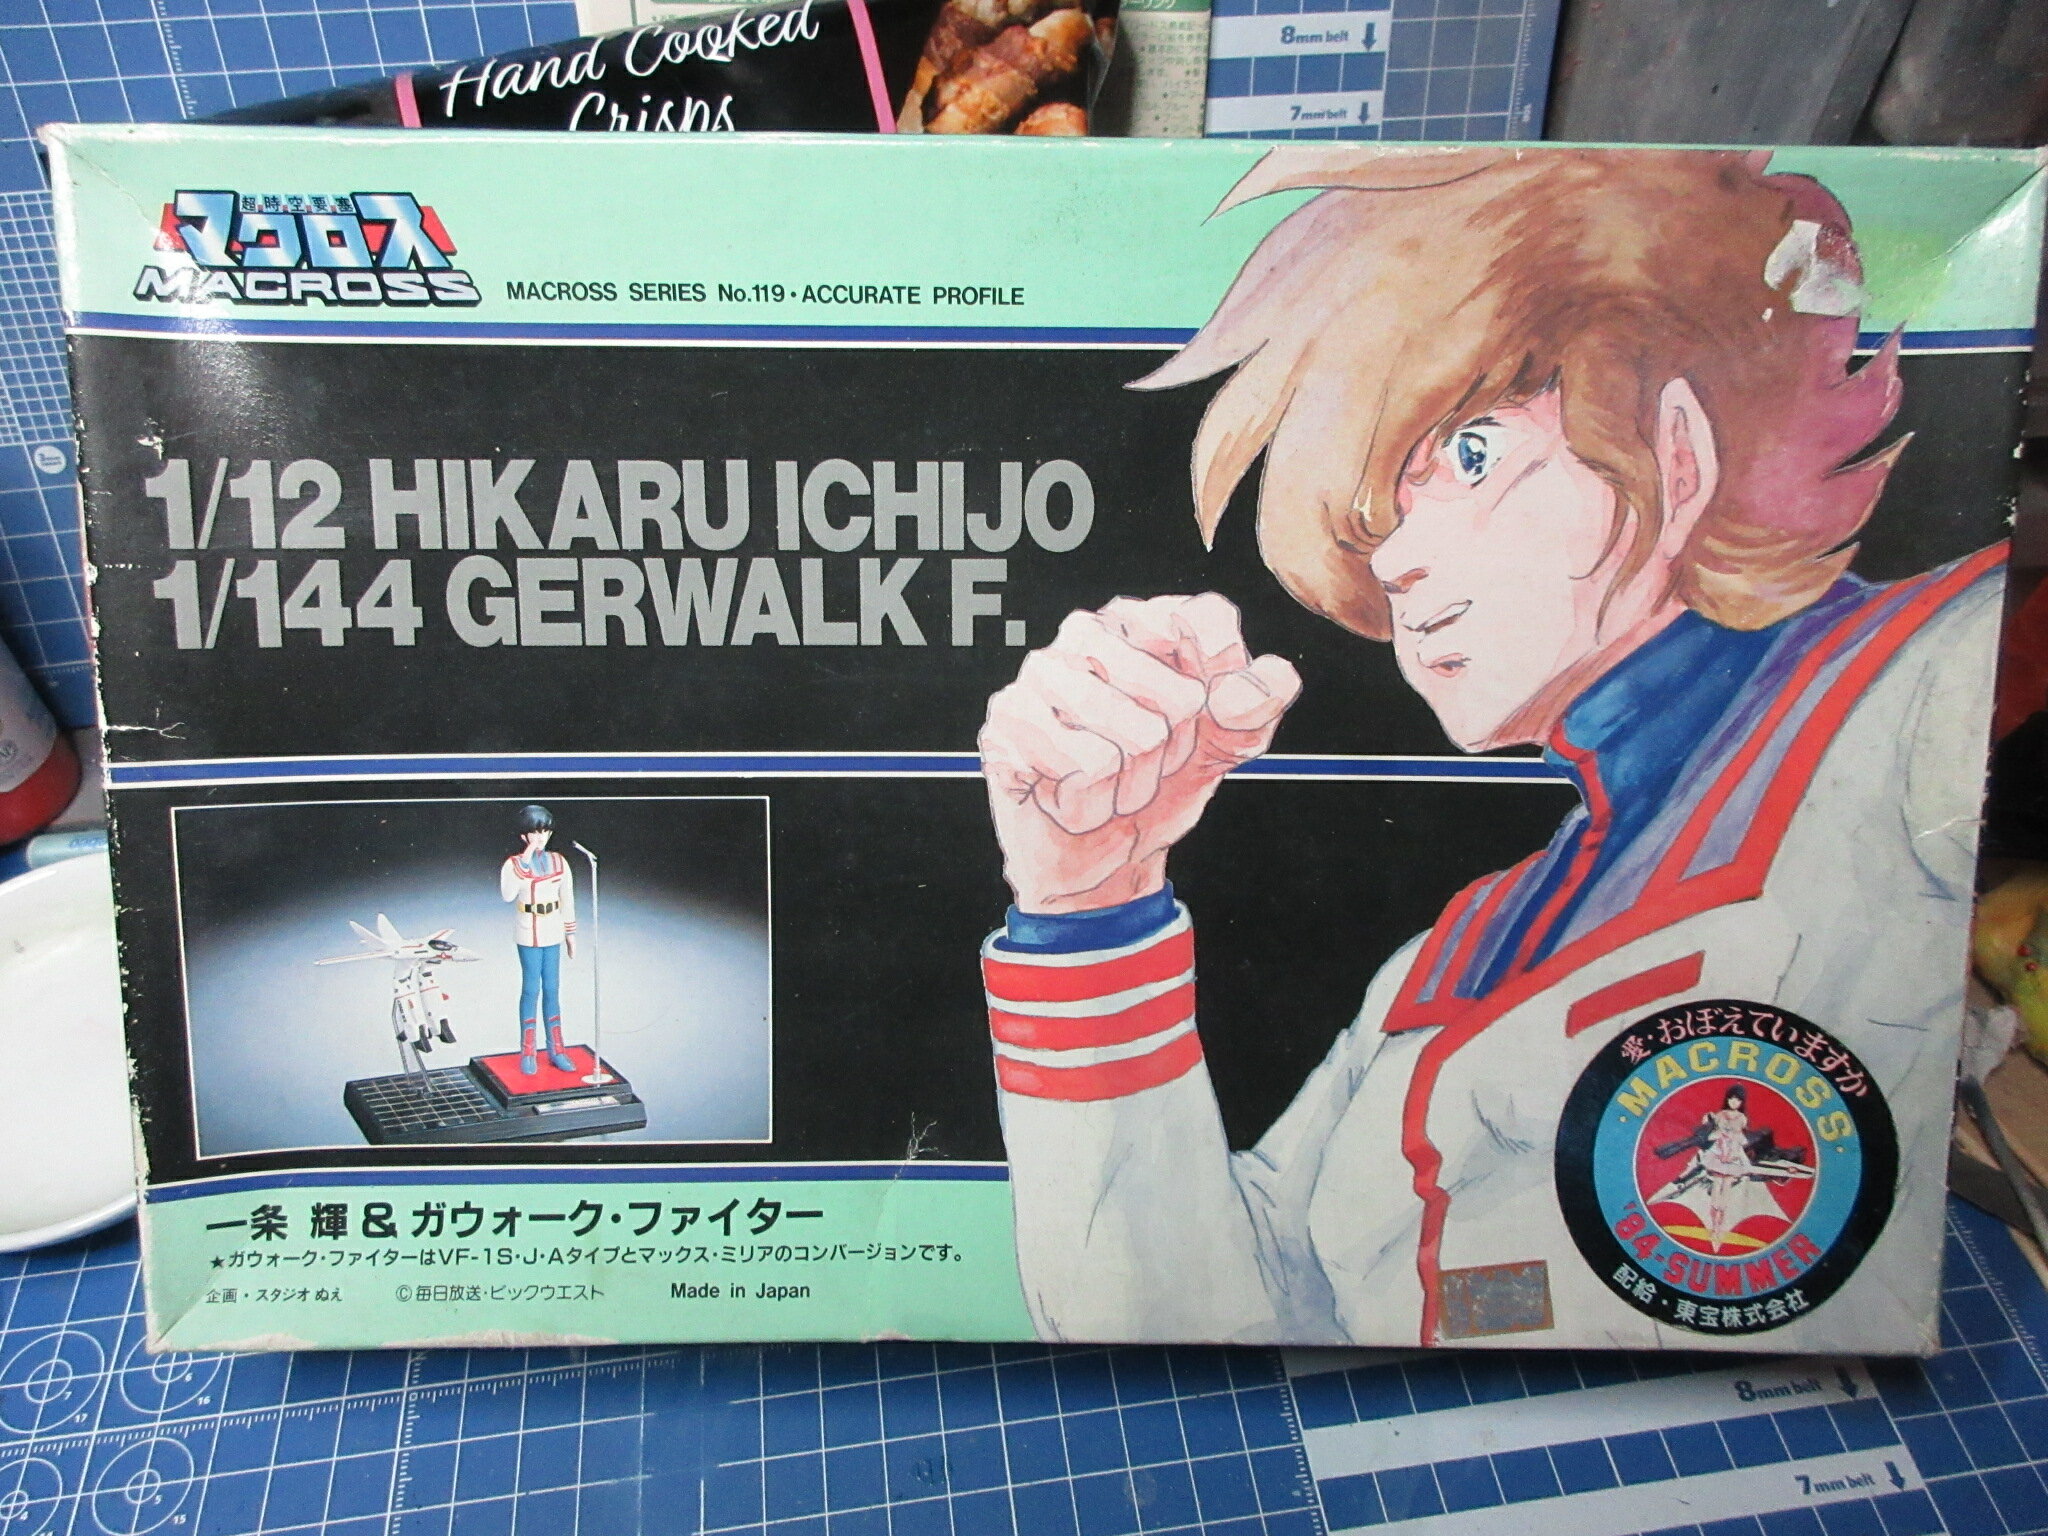 Hand Cooked
Crisps
8mm belt
7mm belt
超時空要塞
マクロス
MACROSS
MACROSS SERIES No.119・ACCURATE PROFILE
1/12 HIKARU ICHIJO
1/144 GERWALK F.
一条 輝 & ガウォーク・ファイター
★ガウォーク・ファイターはVF-1S・J・Aタイプとマックス・ミリアのコンバージョンです。
企画・スタジオぬえ ©毎日放送・ビックウエスト Made in Japan
愛・おぼえていますか
・MACROSS・
'84-SUMMER
配給・東宝株式会社
8mm belt
7mm belt